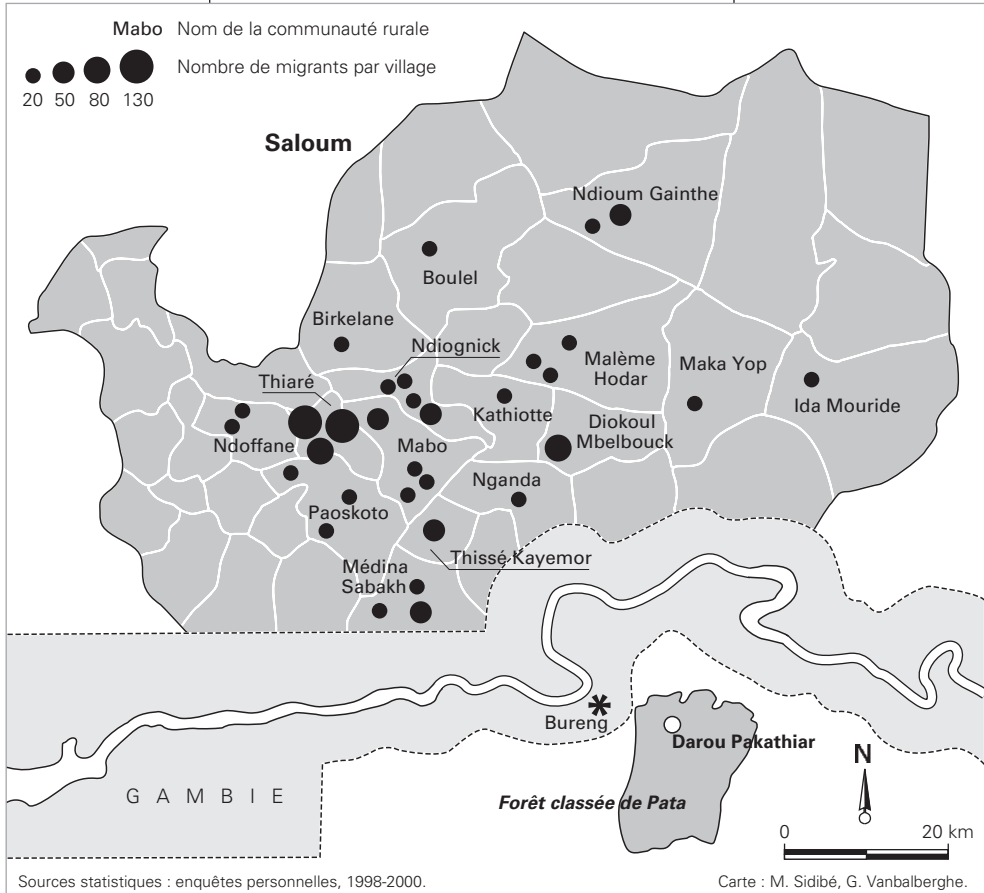 Mabo Nom de la communauté rurale
Nombre de migrants par village
20 50 80 130
Saloum
Ndioum Gainthe
Boulel
Birkelane
Ndiognick
Thiaré
Malème
Hodar
Maka Yop
Ida Mouride
Kathiotte
Diokoul
Mbelbouck
Ndoffane
Mabo
Nganda
Paoskoto
Thissé Kayemor
Médina
Sabakh
Bureng
Darou Pakathiar
N
GAMBIE
Forêt classée de Pata
0 20 km
Sources statistiques : enquêtes personnelles, 1998-2000.
Carte : M. Sidibé, G. Vanbalberghe.